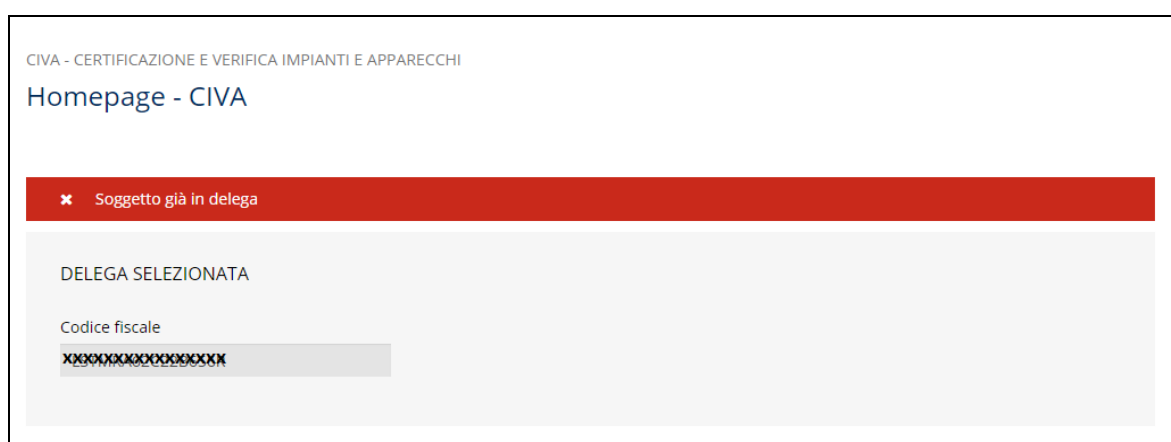 CIVA - CERTIFICAZIONE E VERIFICA IMPIANTI E APPARECCHI
Homepage - CIVA
Soggetto già in delega
DELEGA SELEZIONATA
Codice fiscale
XXXXXXXXXXXXXXXX